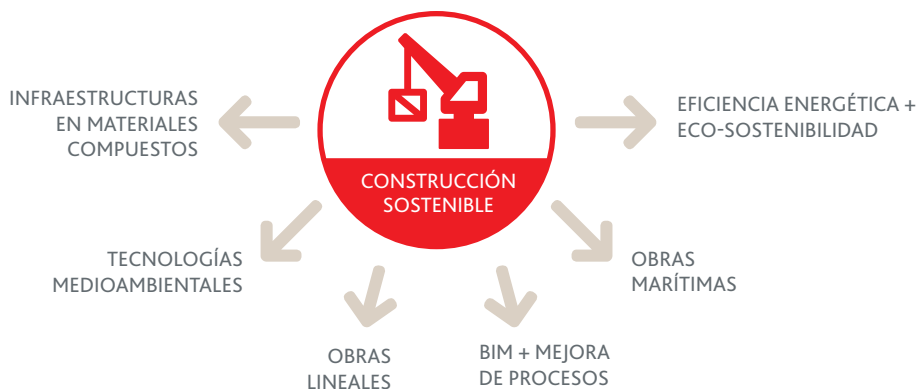 INFRAESTRUCTURAS
EN MATERIALES
COMPUESTOS
EFICIENCIA ENERGÉTICA +
ECO-SOSTENIBILIDAD
CONSTRUCCIÓN
SOSTENIBLE
TECNOLOGÍAS
MEDIOAMBIENTALES
OBRAS
MARÍTIMAS
OBRAS
LINEALES
BIM + MEJORA
DE PROCESOS